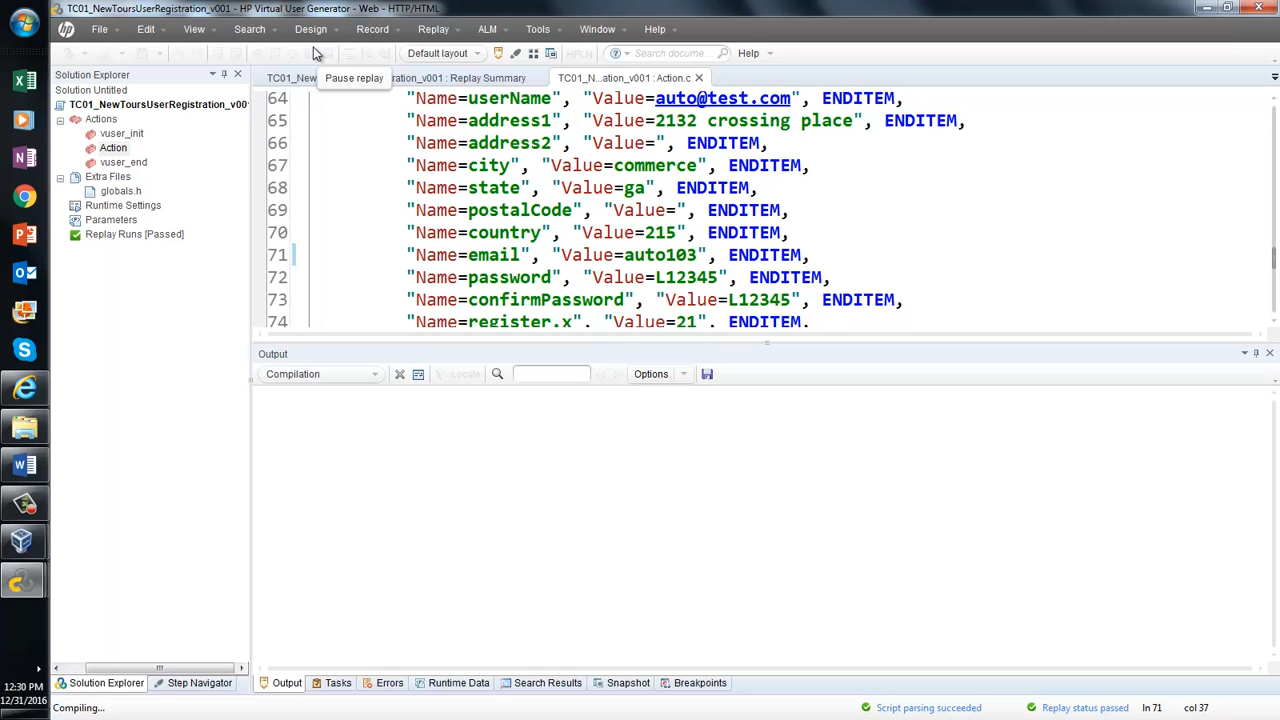 TC01_NewToursUserRegistration_v001 - HP Virtual User Generator - Web - HTTP/HTML
File Edit View Search Design Record Replay ALM Tools Window Help
Default layout HPLN Search docume... Help
Solution Explorer
Solution Untitled
TC01_NewToursUserRegistration_v00
Actions
vuser_init
Action
vuser_end
Extra Files
globals.h
Runtime Settings
Parameters
Replay Runs [Passed]
TC01_New ration_v001 : Replay Summary TC01_N...ation_v001 : Action.c
Pause replay
64 "Name=userName", "Value=auto@test.com", ENDITEM,
65 "Name=address1", "Value=2132 crossing place", ENDITEM,
66 "Name=address2", "Value=", ENDITEM,
67 "Name=city", "Value=commerce", ENDITEM,
68 "Name=state", "Value=ga", ENDITEM,
69 "Name=postalCode", "Value=", ENDITEM,
70 "Name=country", "Value=215", ENDITEM,
71 "Name=email", "Value=auto103", ENDITEM,
72 "Name=password", "Value=L12345", ENDITEM,
73 "Name=confirmPassword", "Value=L12345", ENDITEM,
74 "Name=register.x", "Value=21", ENDITEM,
Output
Compilation Locate Options
Solution Explorer Step Navigator Output Tasks Errors Runtime Data Search Results Snapshot Breakpoints
12:30 PM
12/31/2016
Compiling... Script parsing succeeded Replay status passed ln 71 col 37